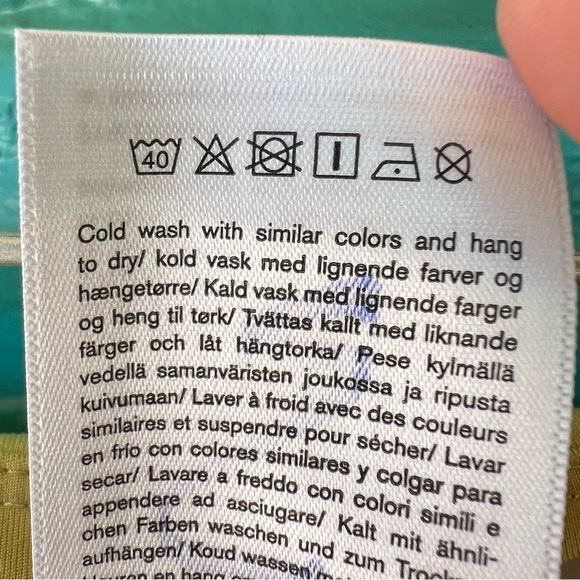 40
Cold wash with similar colors and hang
to dry/ kold vask med lignende farver og
hængetørre/ Kald vask med lignende farger
og heng til tørk/ Tvättas kallt med liknande
färger och låt hängtorka/ Pese kylmällä
vedellä samanväristen joukossa ja ripusta
kuivumaan/ Laver à froid avec des couleurs
similaires et suspendre pour sécher/ Lavar
en frío con colores similares y colgar para
secar/ Lavare a freddo con colori simili e
appendere ad asciugare/ Kalt mit ähnli-
chen Farben waschen und zum Trock
aufhängen/ Koud wassen
en hang